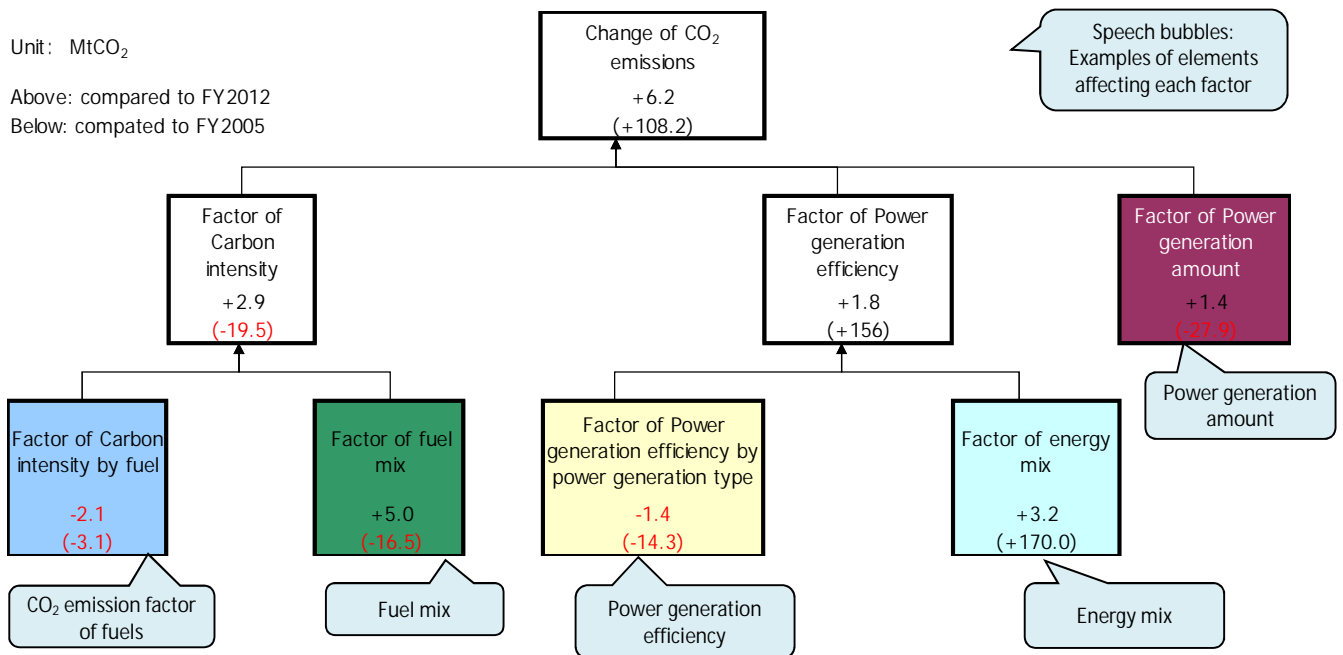 Unit: MtCO₂
Above: compared to FY2012
Below: compated to FY2005
Change of CO₂
emissions
+6.2
(+108.2)
Speech bubbles:
Examples of elements
affecting each factor
Factor of
Carbon
intensity
+2.9
(-19.5)
Factor of Power
generation
efficiency
+1.8
(+156)
Factor of Power
generation
amount
+1.4
(-27.9)
Power generation
amount
Factor of Carbon
intensity by fuel
-2.1
(-3.1)
Factor of fuel
mix
+5.0
(-16.5)
Factor of Power
generation efficiency by
power generation type
-1.4
(-14.3)
Factor of energy
mix
+3.2
(+170.0)
CO₂ emission factor
of fuels
Fuel mix
Power generation
efficiency
Energy mix